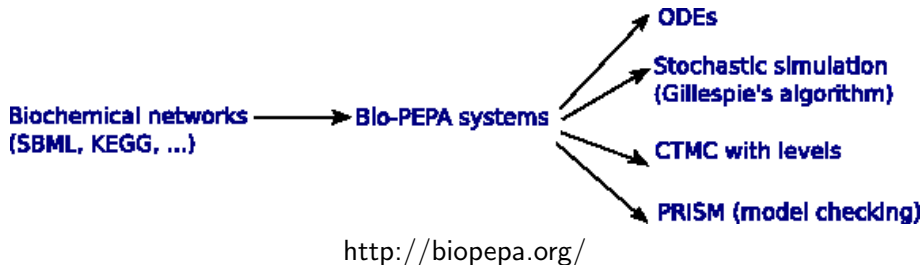 Biochemical networks
(SBML, KEGG, ...)
Bio-PEPA systems
ODEs
Stochastic simulation
(Gillespie's algorithm)
CTMC with levels
PRISM (model checking)
http://biopepa.org/